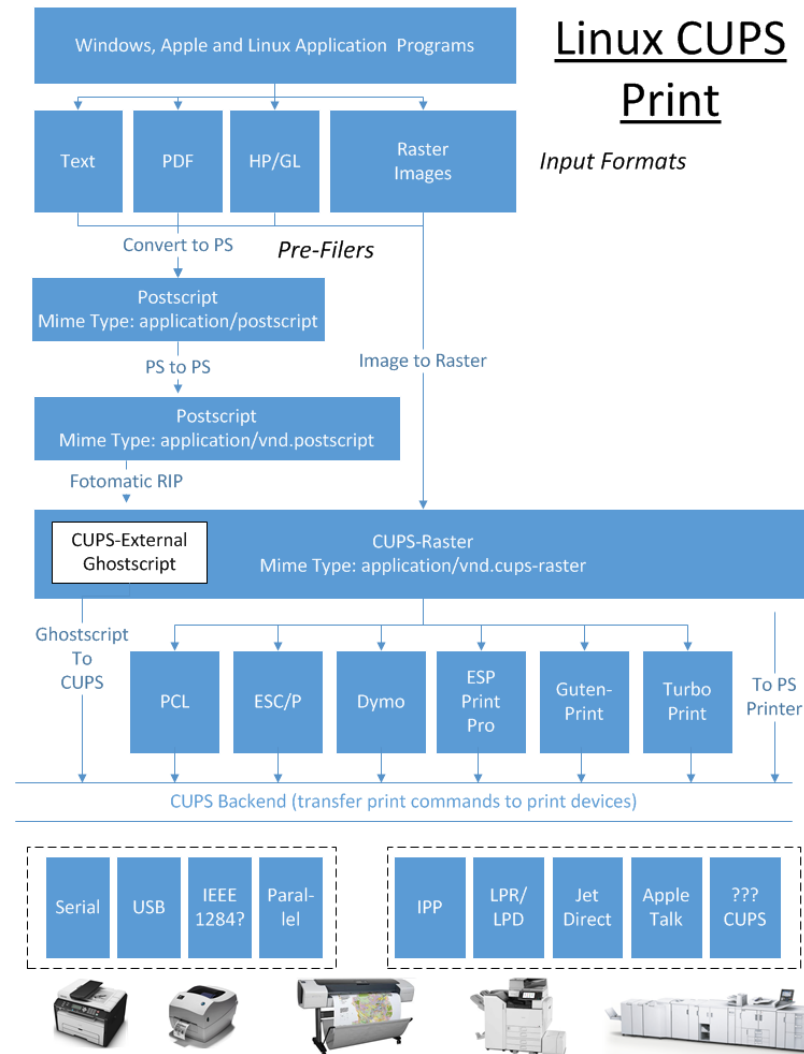 Windows, Apple and Linux Application  Programs
Linux CUPS
Print
Text
PDF
HP/GL
Raster
Images
Input Formats
Convert to PS
Pre-Filers
Postscript
Mime Type: application/postscript
PS to PS
Image to Raster
Postscript
Mime Type: application/vnd.postscript
Fotomatic RIP
CUPS-External
Ghostscript
CUPS-Raster
Mime Type: application/vnd.cups-raster
Ghostscript
To
CUPS
PCL
ESC/P
Dymo
ESP
Print
Pro
Guten-
Print
Turbo
Print
To PS
Printer
CUPS Backend (transfer print commands to print devices)
Serial
USB
IEEE
1284?
Paral-
lel
IPP
LPR/
LPD
Jet
Direct
Apple
Talk
???
CUPS